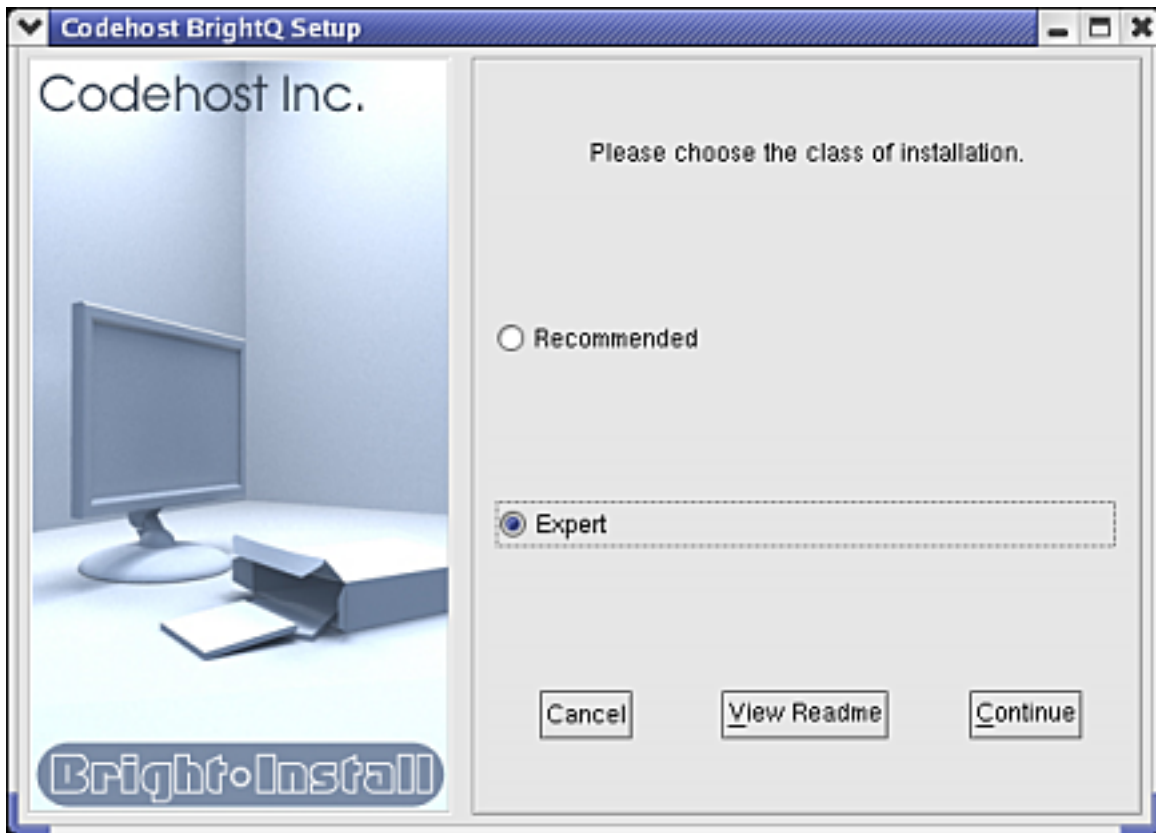 Codehost BrightQ Setup
Codehost Inc.
Please choose the class of installation.
Recommended
Expert
Cancel View Readme Continue
Bright•Install